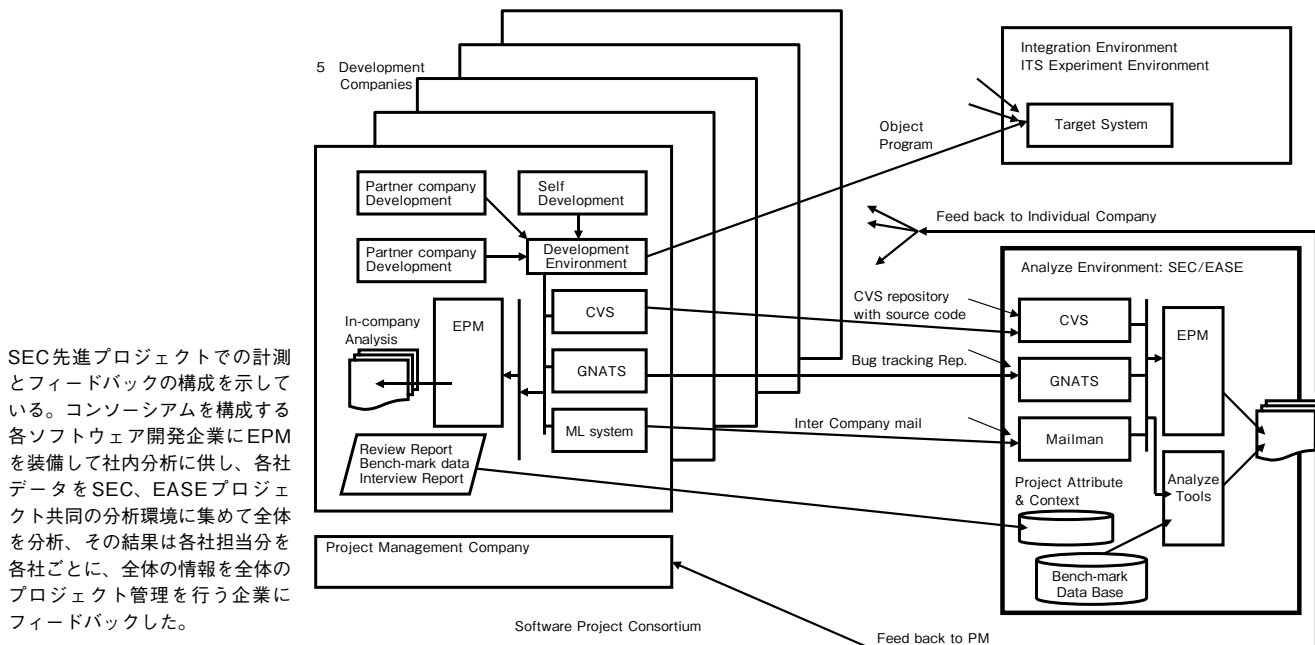 SEC先進プロジェクトでの計測
とフィードバックの構成を示して
いる。コンソーシアムを構成する
各ソフトウェア開発企業にEPM
を装備して社内分析に供し、各社
データをSEC、EASEプロジェ
クト共同の分析環境に集めて全体
を分析、その結果は各社担当分を
各社ごとに、全体の情報を全体の
プロジェクト管理を行う企業に
フィードバックした。
5 Development
Companies
Partner company
Development
Self
Development
Partner company
Development
Development
Environment
In-company
Analysis
EPM
CVS
GNATS
ML system
Review Report
Bench-mark data
Interview Report
Project Management Company
Software Project Consortium
Object
Program
Integration Environment
ITS Experiment Environment
Target System
Feed back to Individual Company
Analyze Environment: SEC/EASE
CVS repository
with source code
Bug tracking Rep.
Inter Company mail
CVS
GNATS
Mailman
EPM
Project Attribute
& Context
Analyze
Tools
Bench-mark
Data Base
Feed back to PM